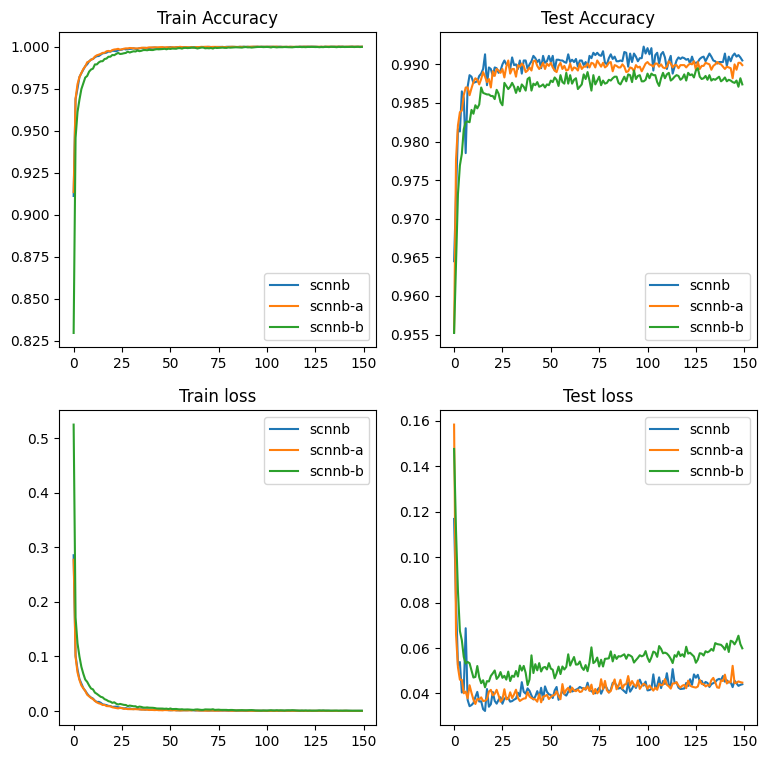 Train Accuracy
1.000
0.975
0.950
0.925
0.900
0.875
0.850
0.825
0 25 50 75 100 125 150
scnnb
scnnb-a
scnnb-b
Test Accuracy
0.990
0.985
0.980
0.975
0.970
0.965
0.960
0.955
0 25 50 75 100 125 150
scnnb
scnnb-a
scnnb-b
Train loss
0.5
0.4
0.3
0.2
0.1
0.0
0 25 50 75 100 125 150
scnnb
scnnb-a
scnnb-b
Test loss
0.16
0.14
0.12
0.10
0.08
0.06
0.04
0 25 50 75 100 125 150
scnnb
scnnb-a
scnnb-b